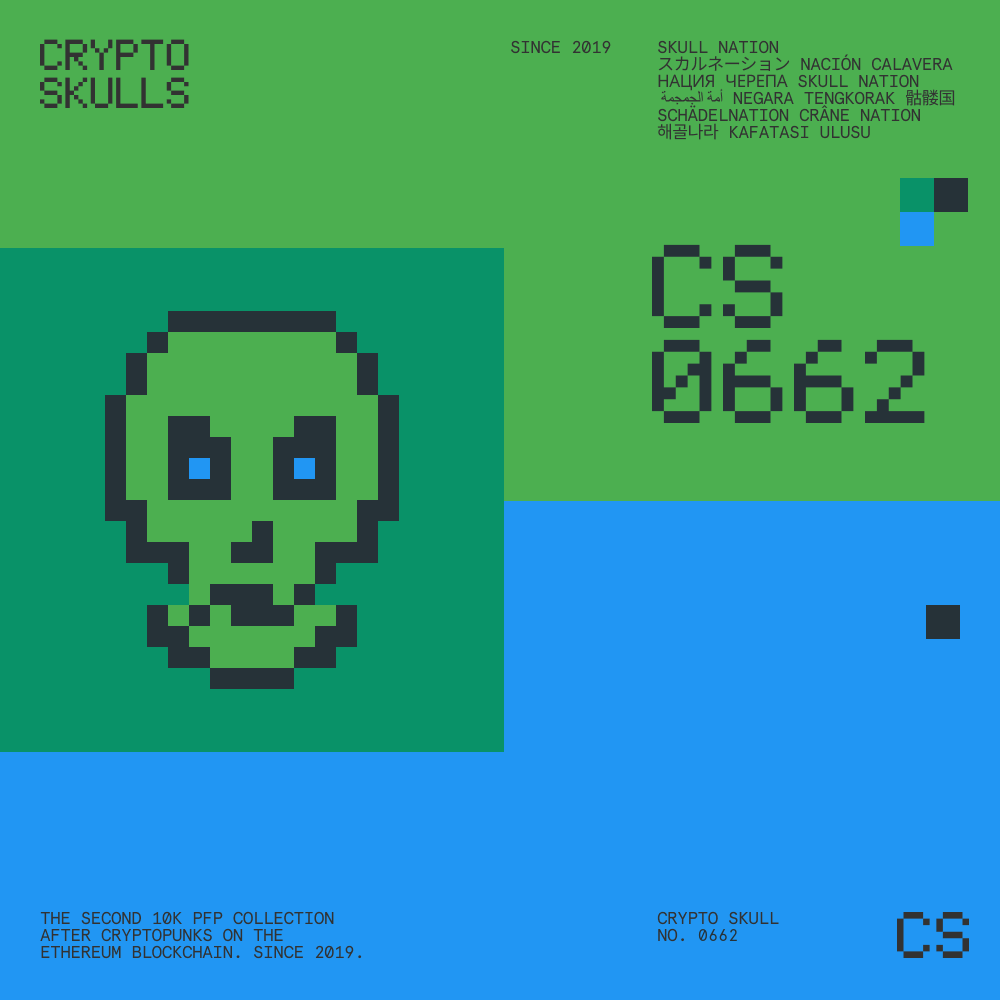 CRYPTO
SKULLS
SINCE 2019
SKULL NATION
スカルネーション NACIÓN CALAVERA
НАЦИЯ ЧЕРЕПА SKULL NATION
أمة الجمجمة NEGARA TENGKORAK 骷髅国
SCHÄDELNATION CRÂNE NATION
해골나라 KAFATASI ULUSU
CS
0662
THE SECOND 10K PFP COLLECTION
AFTER CRYPTOPUNKS ON THE
ETHEREUM BLOCKCHAIN. SINCE 2019.
CRYPTO SKULL
NO. 0662
CS